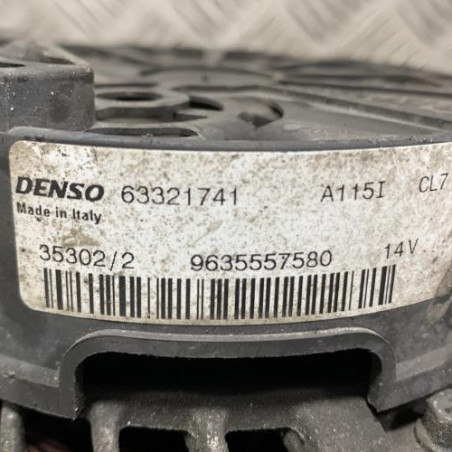 DENSO 63321741 A115I CL7
Made in Italy
35302/2 9635557580 14V